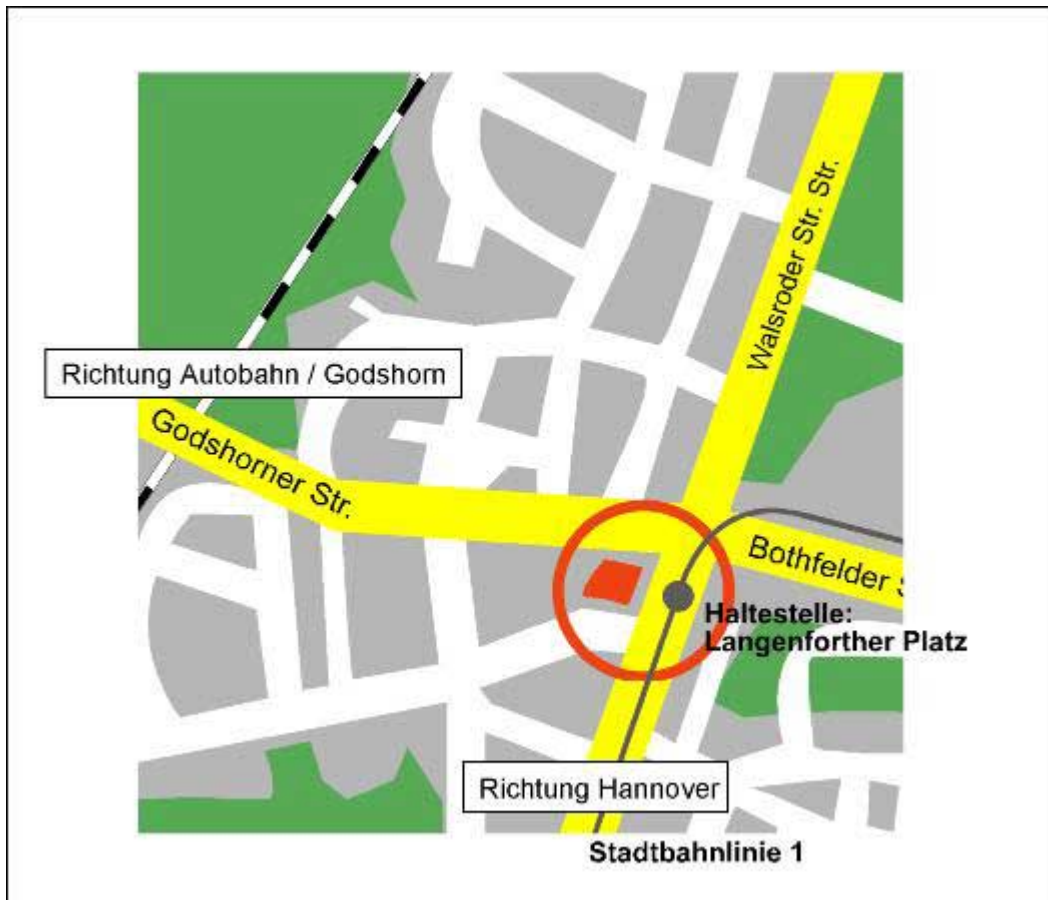 Walsroder Str. Str.
Richtung Autobahn / Godshorn
Godshorner Str.
Bothfelder S
Haltestelle:
Langenforther Platz
Richtung Hannover
Stadtbahnlinie 1